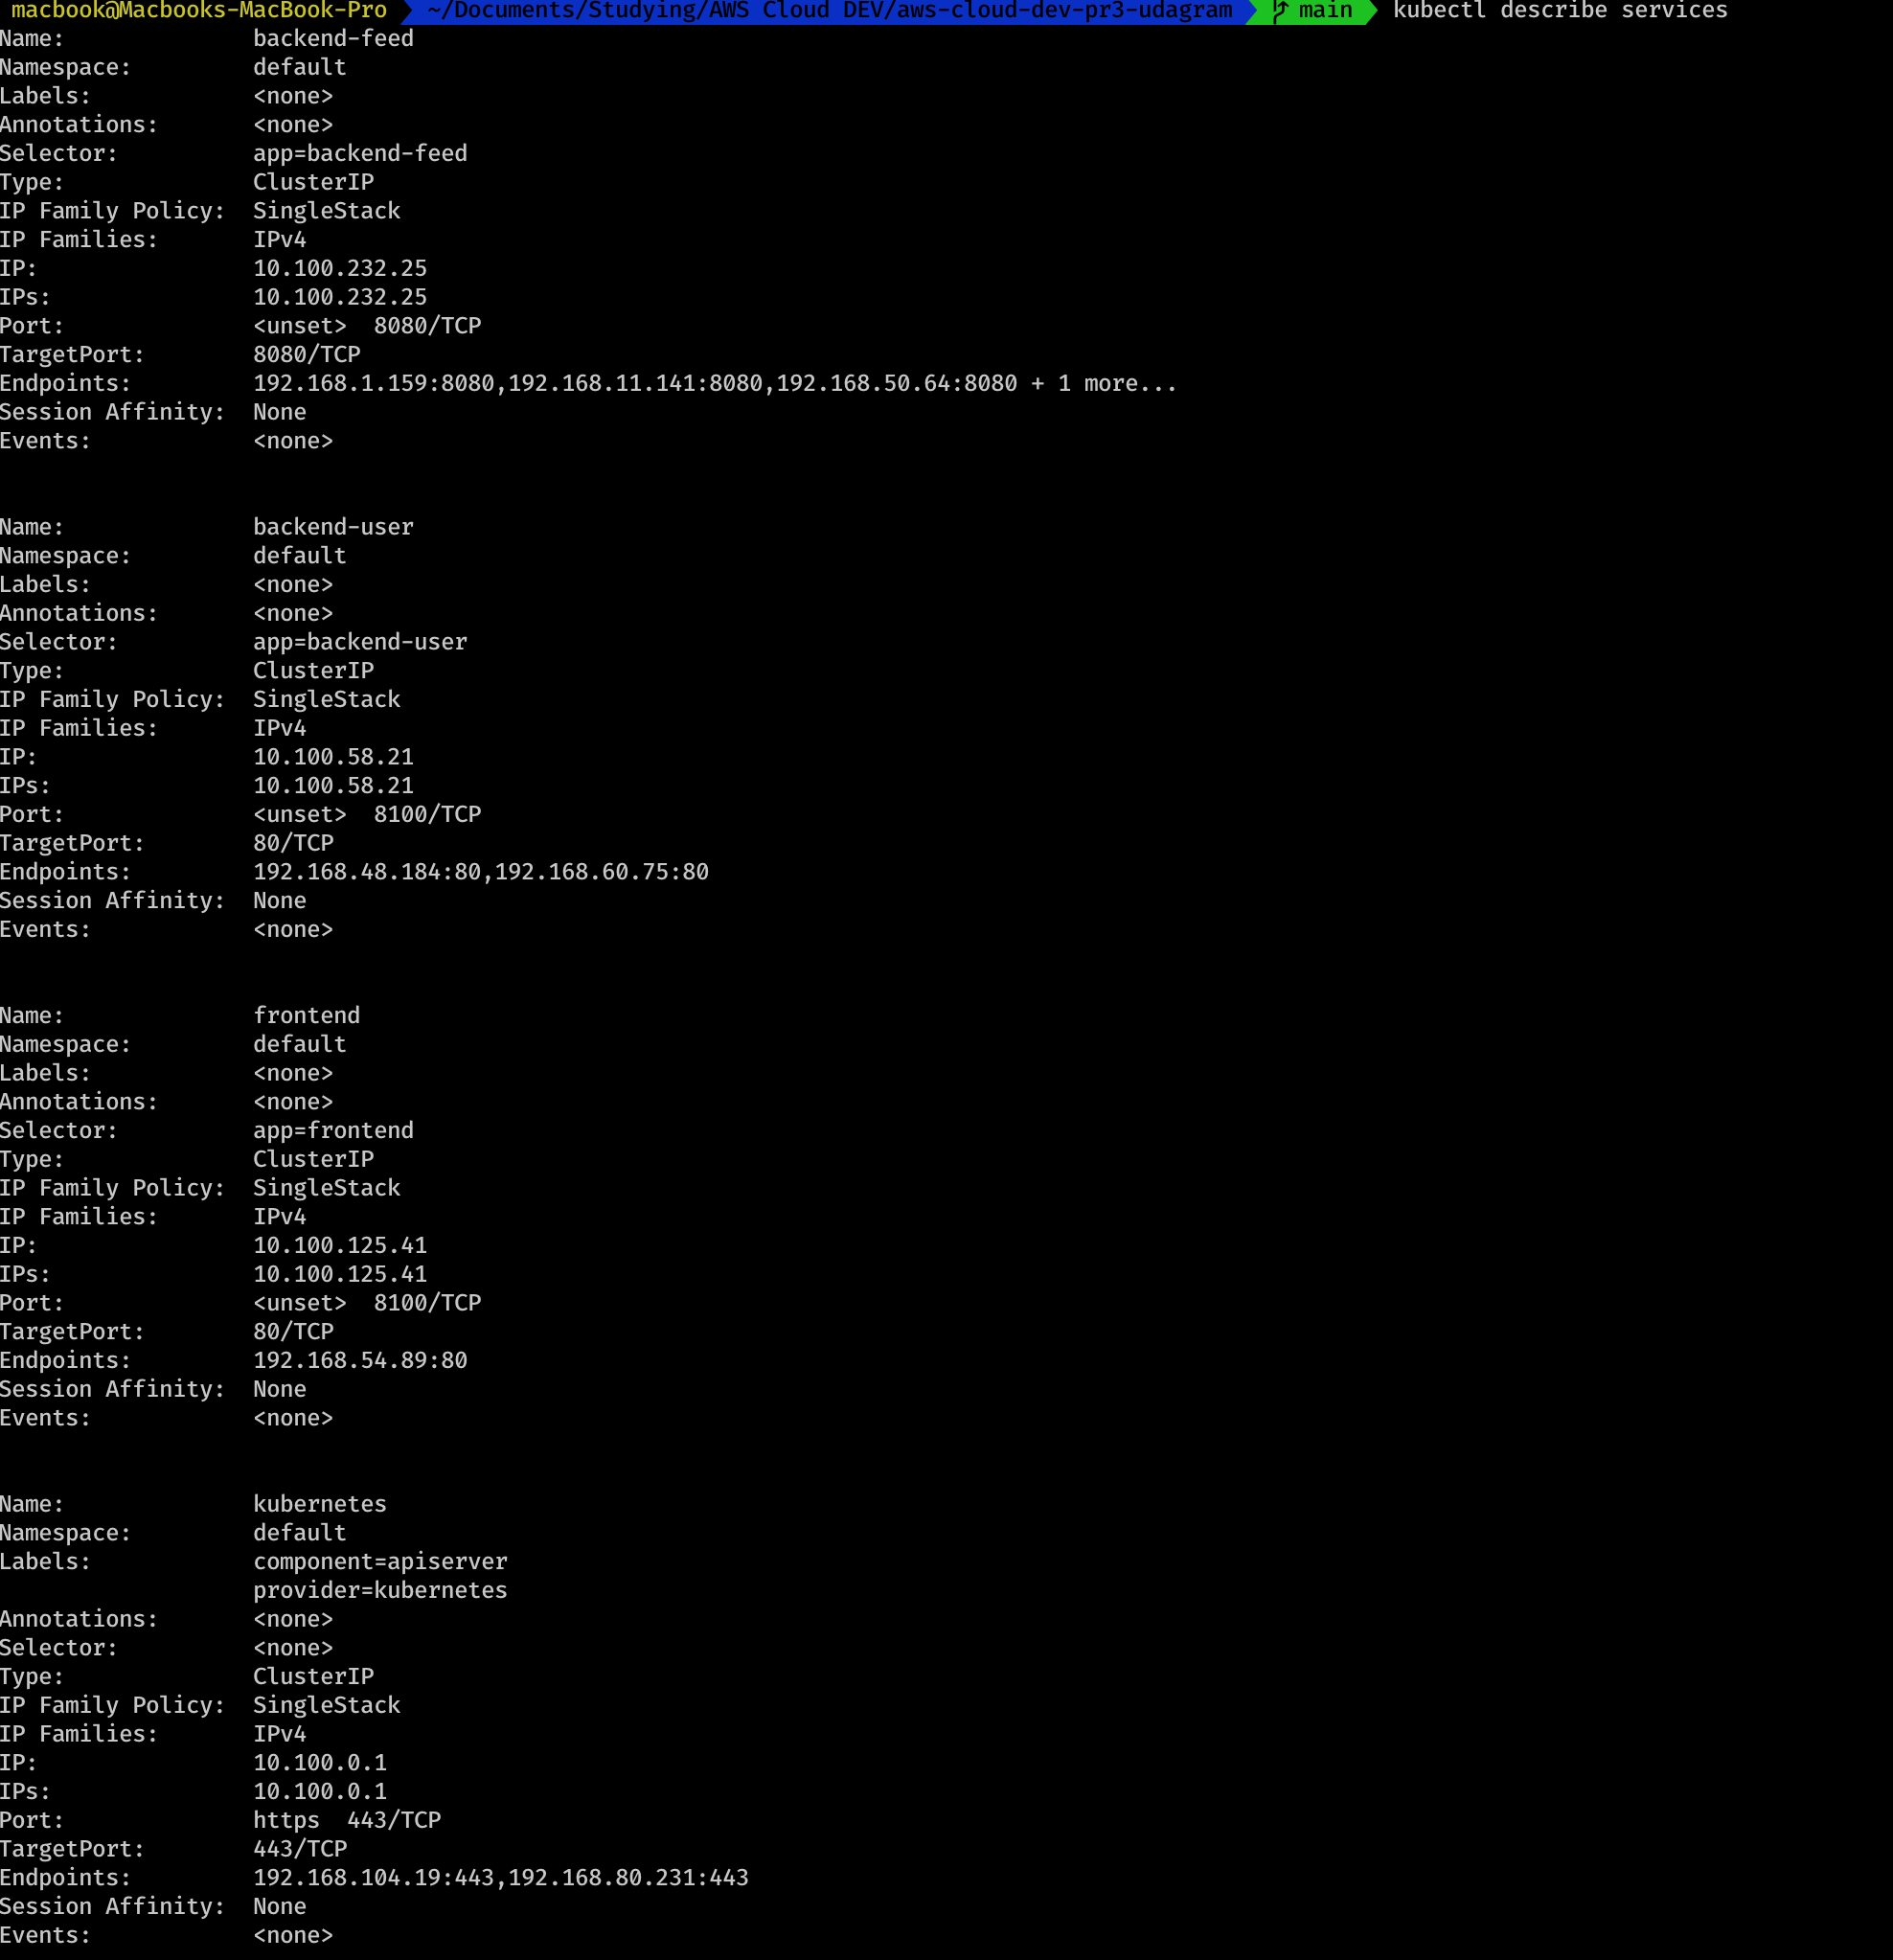 macbook@Macbooks-MacBook-Pro ~/Documents/Studying/AWS Cloud DEV/aws-cloud-dev-pr3-udagram main kubectl describe services
Name: backend-feed
Namespace: default
Labels: <none>
Annotations: <none>
Selector: app=backend-feed
Type: ClusterIP
IP Family Policy: SingleStack
IP Families: IPv4
IP: 10.100.232.25
IPs: 10.100.232.25
Port: <unset> 8080/TCP
TargetPort: 8080/TCP
Endpoints: 192.168.1.159:8080,192.168.11.141:8080,192.168.50.64:8080 + 1 more...
Session Affinity: None
Events: <none>
Name: backend-user
Namespace: default
Labels: <none>
Annotations: <none>
Selector: app=backend-user
Type: ClusterIP
IP Family Policy: SingleStack
IP Families: IPv4
IP: 10.100.58.21
IPs: 10.100.58.21
Port: <unset> 8100/TCP
TargetPort: 80/TCP
Endpoints: 192.168.48.184:80,192.168.60.75:80
Session Affinity: None
Events: <none>
Name: frontend
Namespace: default
Labels: <none>
Annotations: <none>
Selector: app=frontend
Type: ClusterIP
IP Family Policy: SingleStack
IP Families: IPv4
IP: 10.100.125.41
IPs: 10.100.125.41
Port: <unset> 8100/TCP
TargetPort: 80/TCP
Endpoints: 192.168.54.89:80
Session Affinity: None
Events: <none>
Name: kubernetes
Namespace: default
Labels: component=apiserver
provider=kubernetes
Annotations: <none>
Selector: <none>
Type: ClusterIP
IP Family Policy: SingleStack
IP Families: IPv4
IP: 10.100.0.1
IPs: 10.100.0.1
Port: https 443/TCP
TargetPort: 443/TCP
Endpoints: 192.168.104.19:443,192.168.80.231:443
Session Affinity: None
Events: <none>